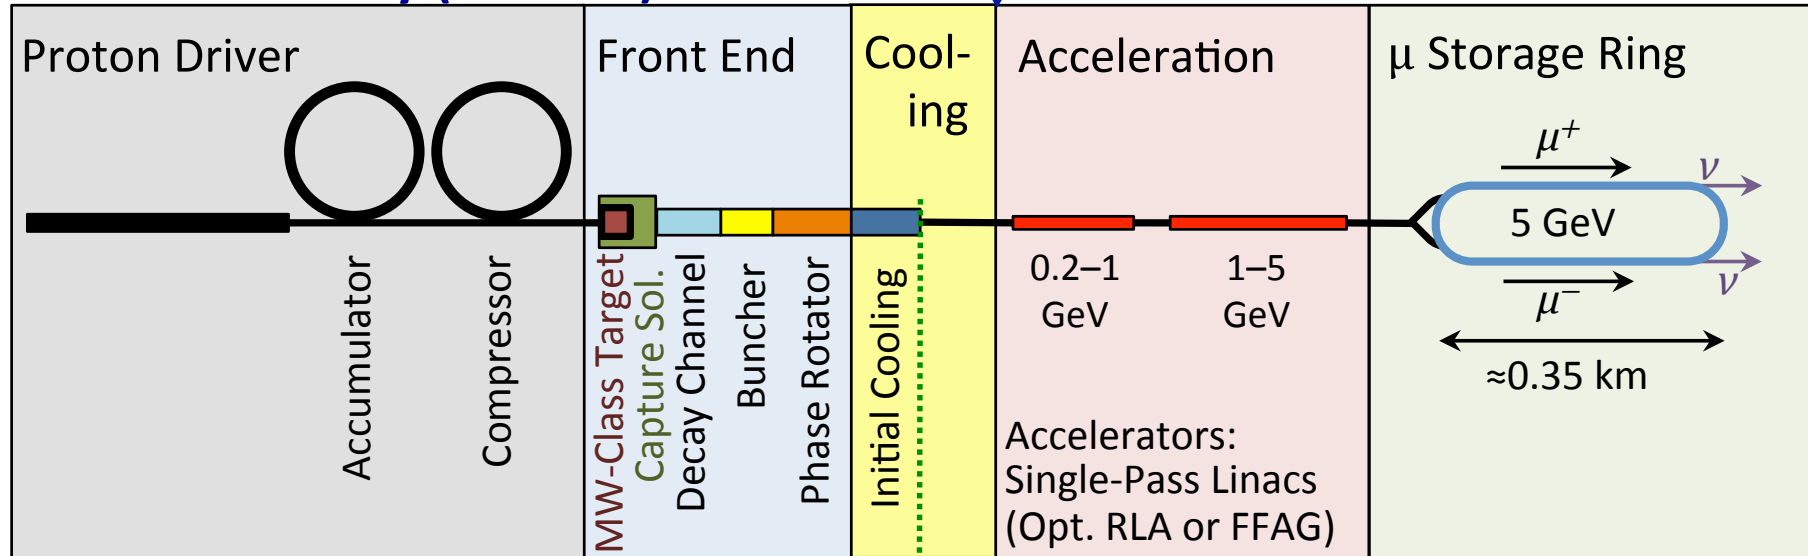 Proton Driver
Accumulator
Compressor
Front End
MW-Class Target
Capture Sol.
Decay Channel
Buncher
Phase Rotator
Cool-
ing
Initial Cooling
Acceleration
0.2–1
GeV
1–5
GeV
Accelerators:
Single-Pass Linacs
(Opt. RLA or FFAG)
μ Storage Ring
μ+
ν
5 GeV
ν
μ−
≈0.35 km